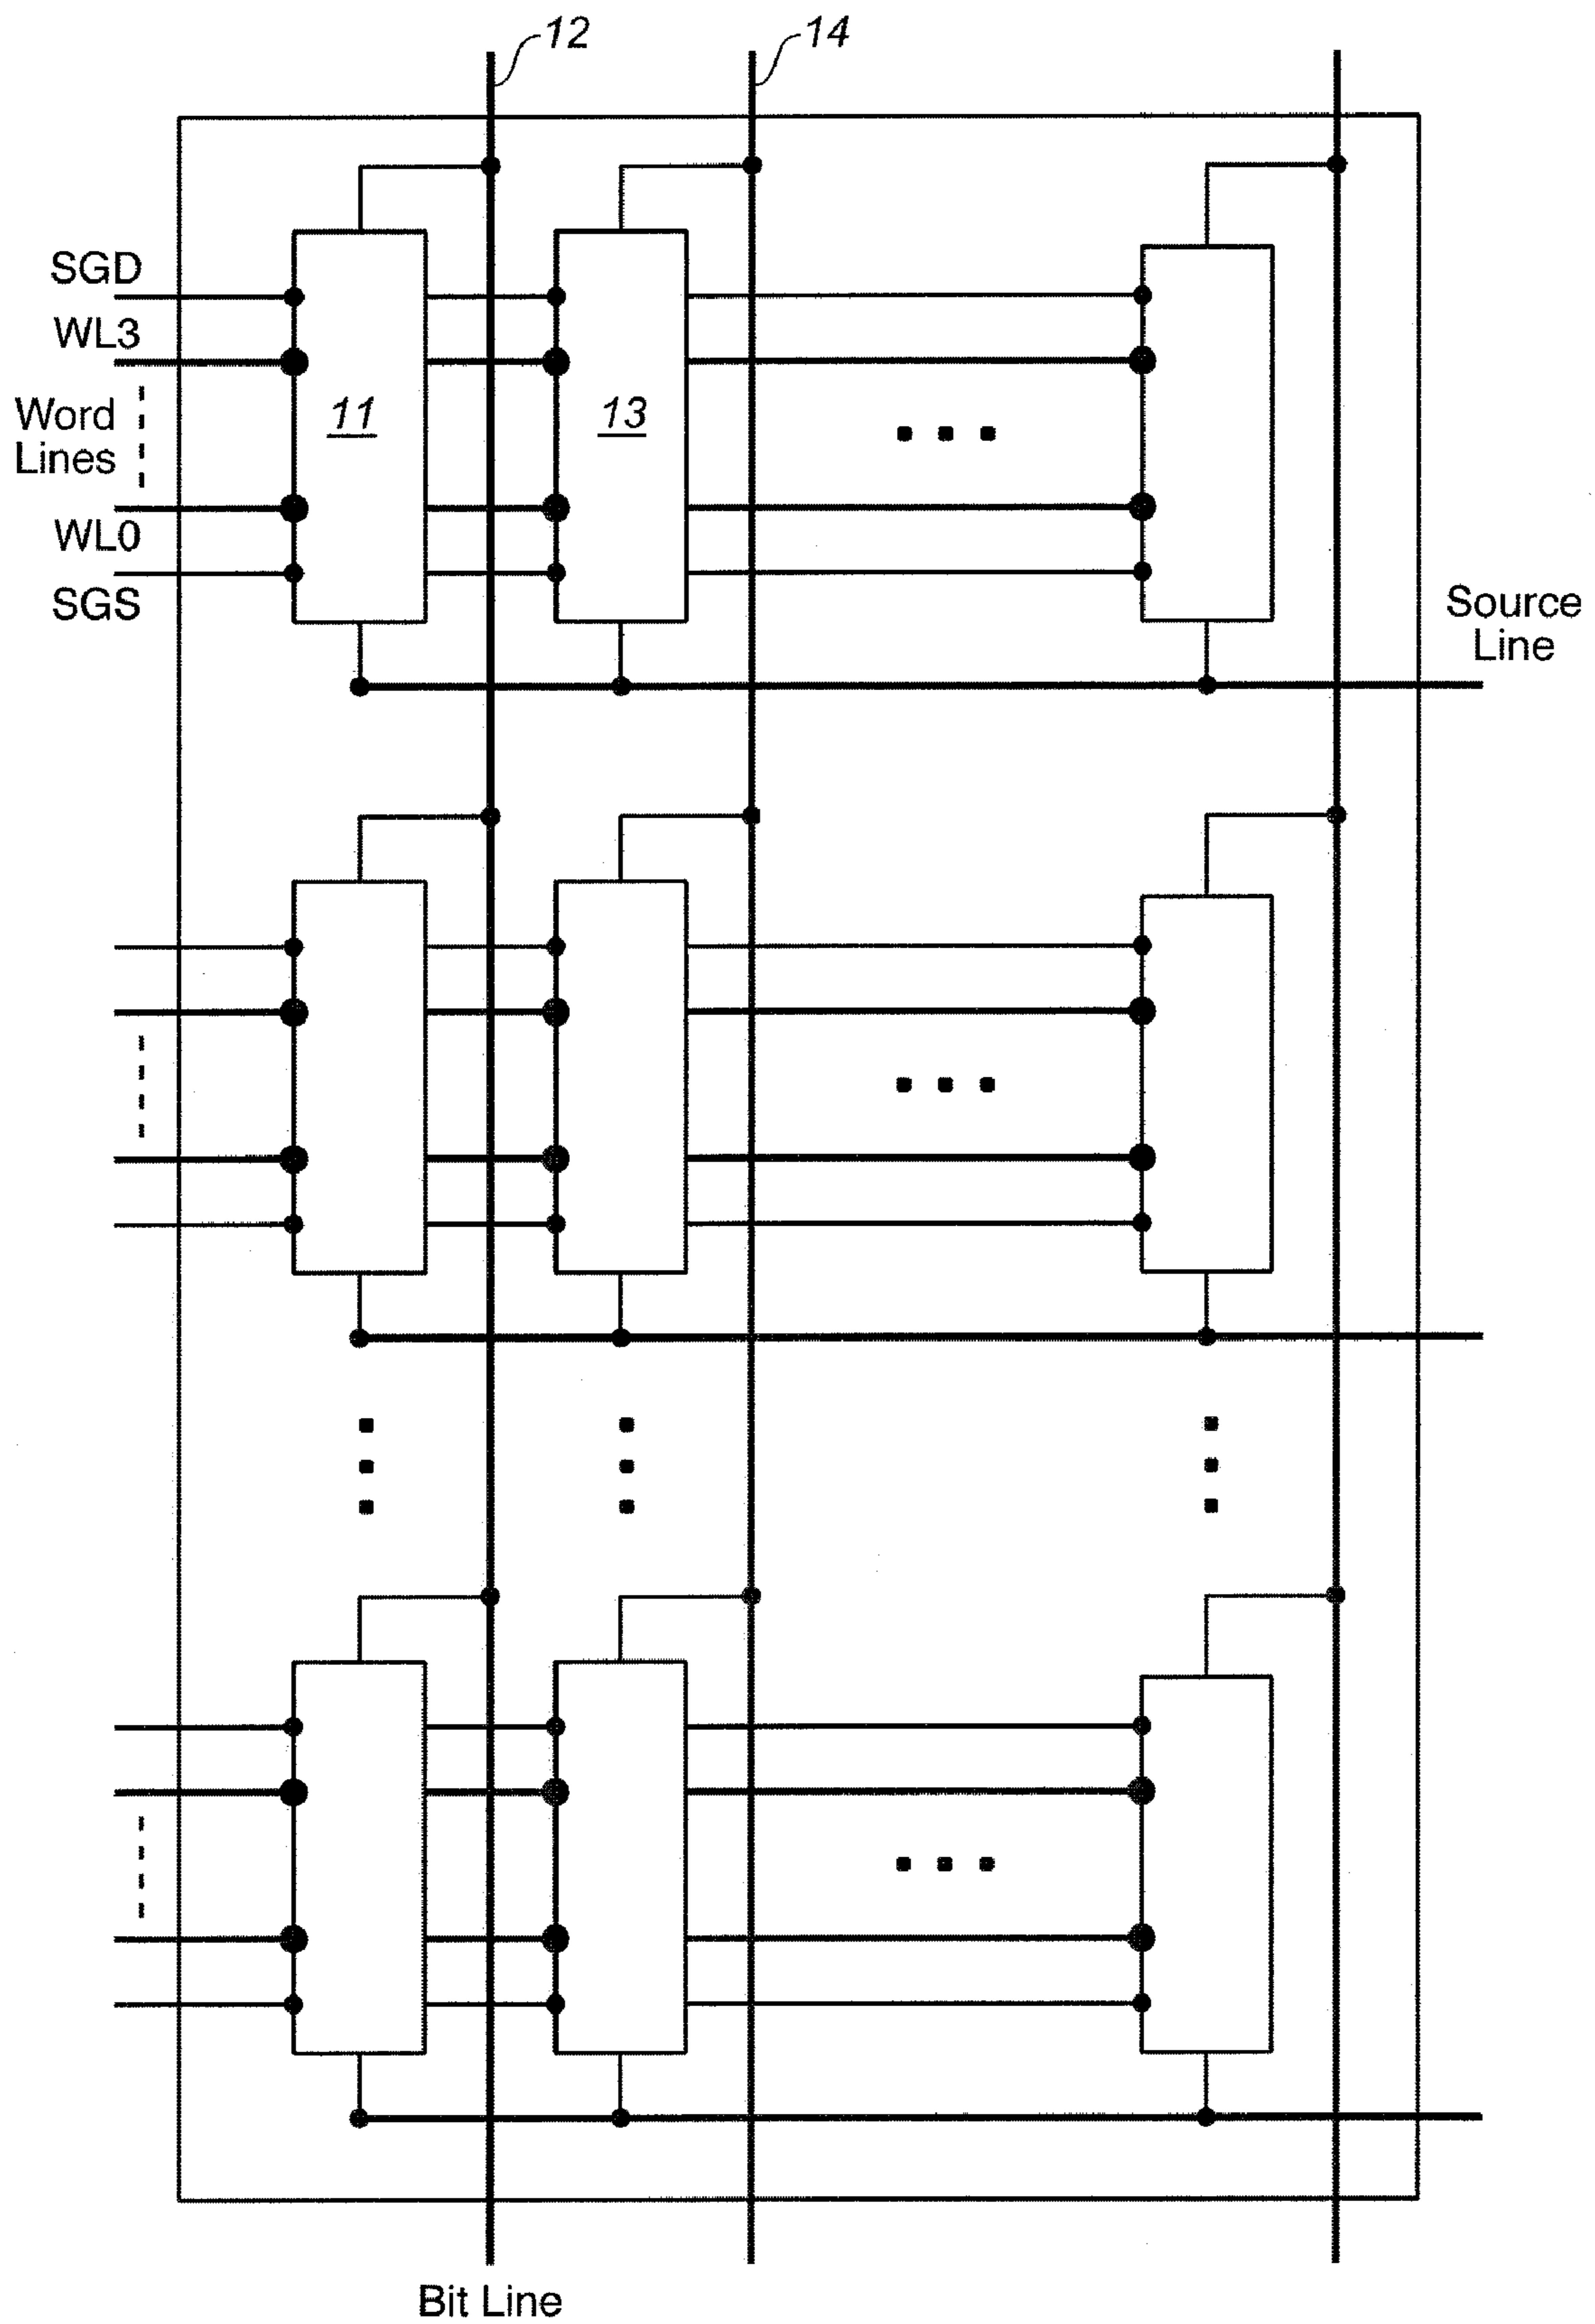 12
14
SGD
WL3
Word
Lines
11
13
WL0
SGS
Source
Line
Bit Line